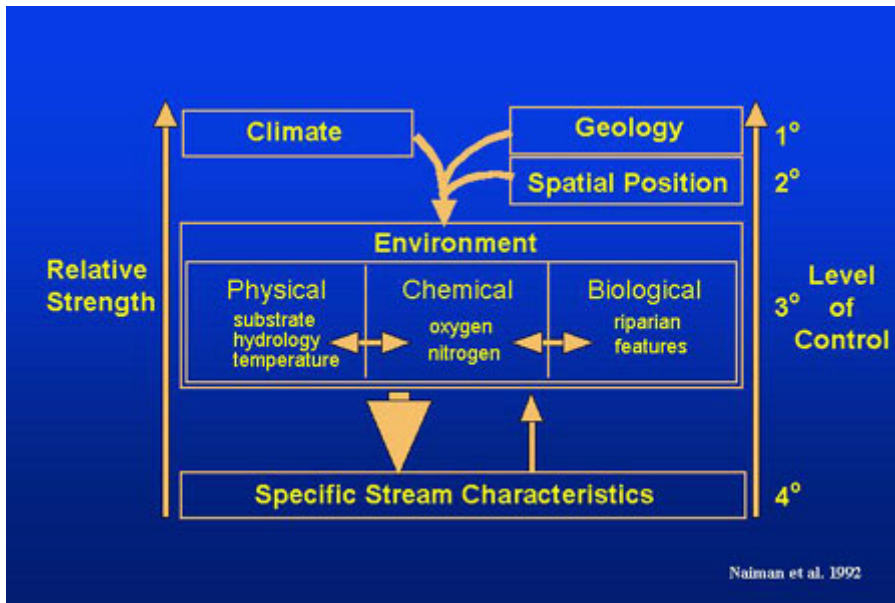 Climate
Geology
1°
Spatial Position
2°
Environment
Relative
Strength
Physical
substrate
hydrology
temperature
Chemical
oxygen
nitrogen
Biological
riparian
features
3°
Level
of
Control
Specific Stream Characteristics
4°
Naiman et al. 1992